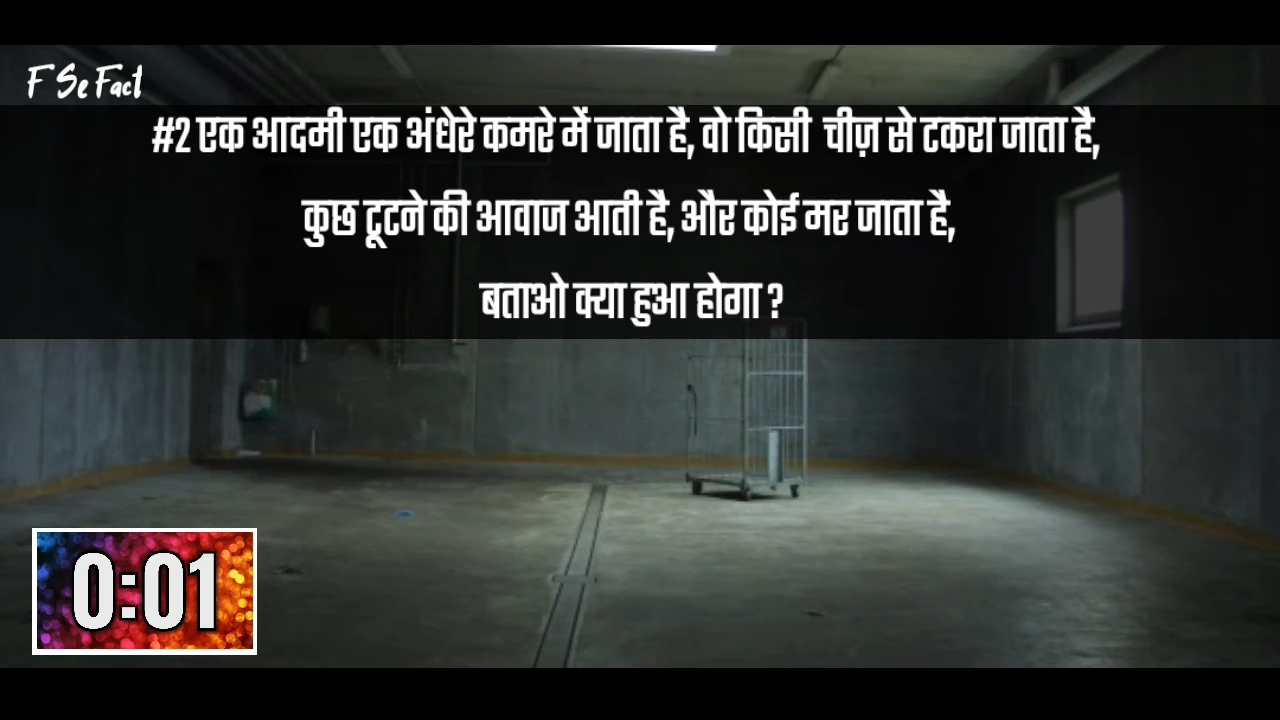 F Se Fact
#2 एक आदमी एक अंधेरे कमरे में जाता है, वो किसी चीज़ से टकरा जाता है,
कुछ टूटने की आवाज आती है, और कोई मर जाता है,
बताओ क्या हुआ होगा ?
0:01